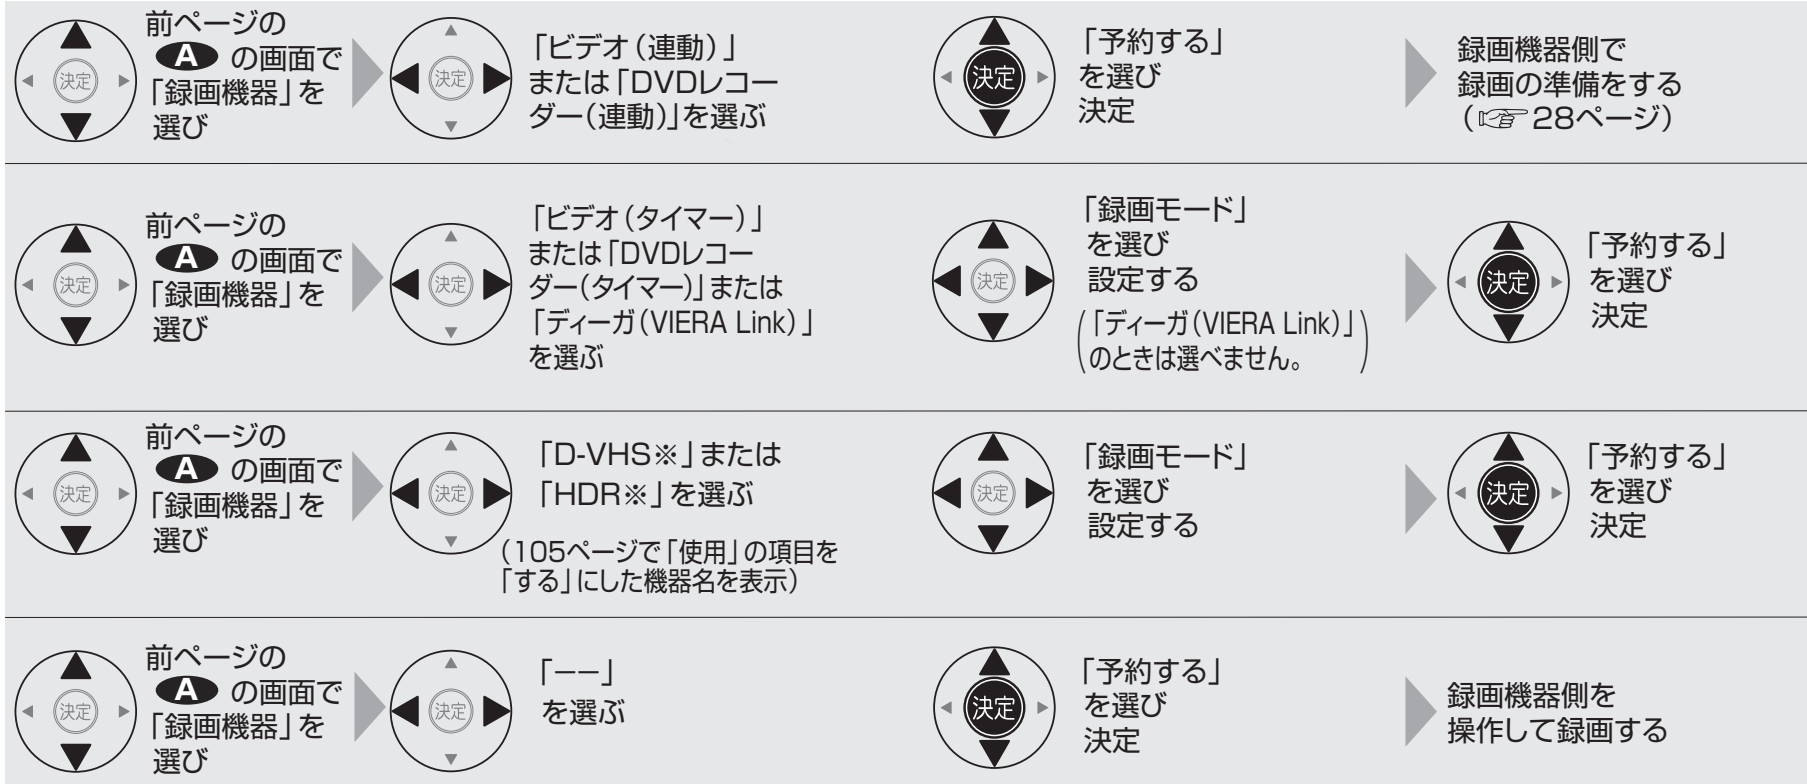 決定
前ページの
A の画面で
「録画機器」を
選び
決定
「ビデオ(連動)」
または「DVDレコー
ダー(連動)」を選ぶ
決定
「予約する」
を選び
決定
録画機器側で
録画の準備をする
(☞28ページ)
決定
前ページの
A の画面で
「録画機器」を
選び
決定
「ビデオ(タイマー)」
または「DVDレコー
ダー(タイマー)」または
「ディーガ(VIERA Link)」
を選ぶ
決定
「録画モード」
を選び
設定する
(「ディーガ(VIERA Link)」
のときは選べません。)
決定
「予約する」
を選び
決定
決定
前ページの
A の画面で
「録画機器」を
選び
決定
「D-VHS※」または
「HDR※」を選ぶ
(105ページで「使用」の項目を
「する」にした機器名を表示)
決定
「録画モード」
を選び
設定する
決定
「予約する」
を選び
決定
決定
前ページの
A の画面で
「録画機器」を
選び
決定
「−−」
を選ぶ
決定
「予約する」
を選び
決定
録画機器側を
操作して録画する